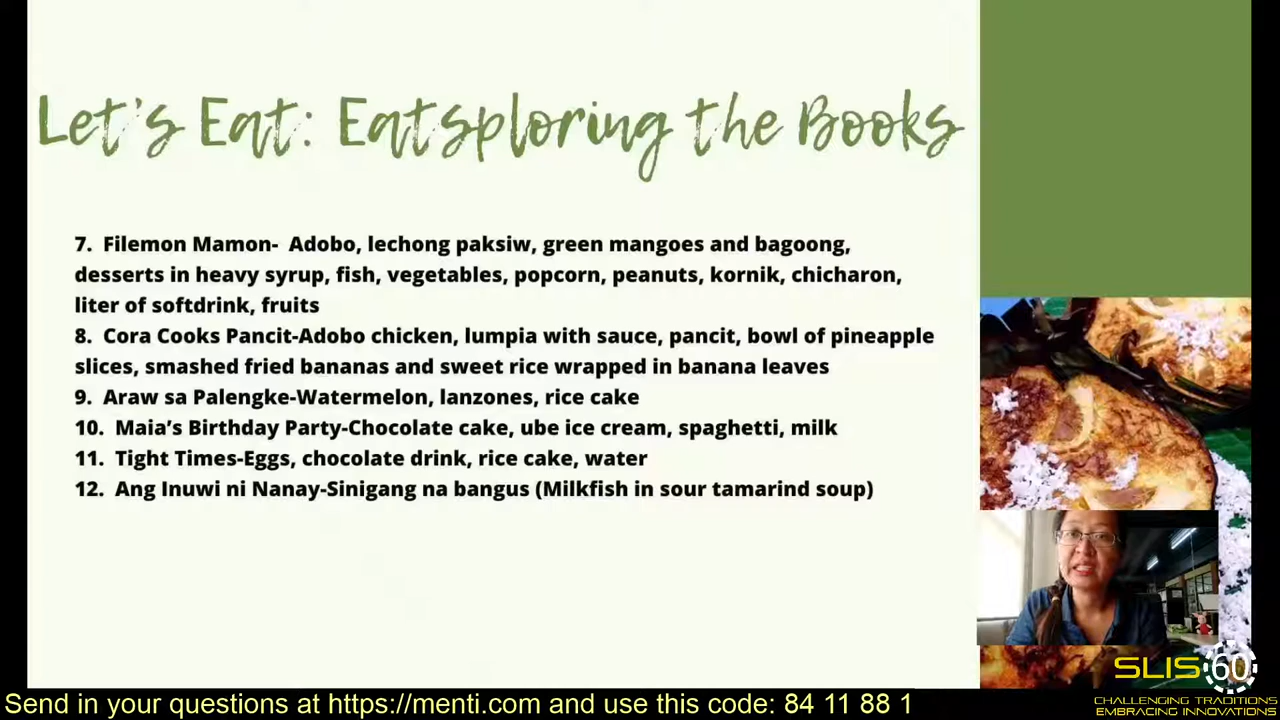 Let's Eat: Eatsploring the Books
7. Filemon Mamon- Adobo, lechong paksiw, green mangoes and bagoong,
desserts in heavy syrup, fish, vegetables, popcorn, peanuts, kornik, chicharon,
liter of softdrink, fruits
8. Cora Cooks Pancit-Adobo chicken, lumpia with sauce, pancit, bowl of pineapple
slices, smashed fried bananas and sweet rice wrapped in banana leaves
9. Araw sa Palengke-Watermelon, lanzones, rice cake
10. Maia's Birthday Party-Chocolate cake, ube ice cream, spaghetti, milk
11. Tight Times-Eggs, chocolate drink, rice cake, water
12. Ang Inuwi ni Nanay-Sinigang na bangus (Milkfish in sour tamarind soup)
SLIS 60
CHALLENGING TRADITIONS
EMBRACING INNOVATIONS
Send in your questions at https://menti.com and use this code: 84 11 88 1